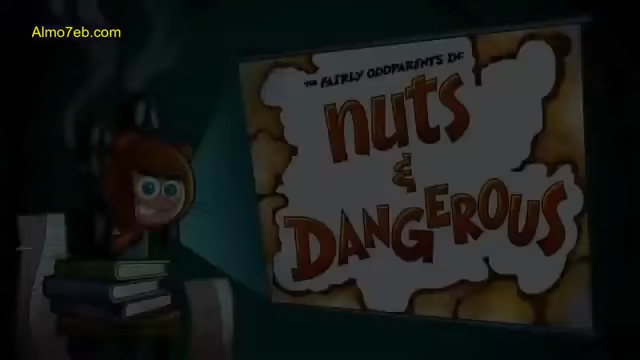 Almo7eb.com
THE FAIRLY ODDPARENTS IN:
nuts
&
DANGEROUS